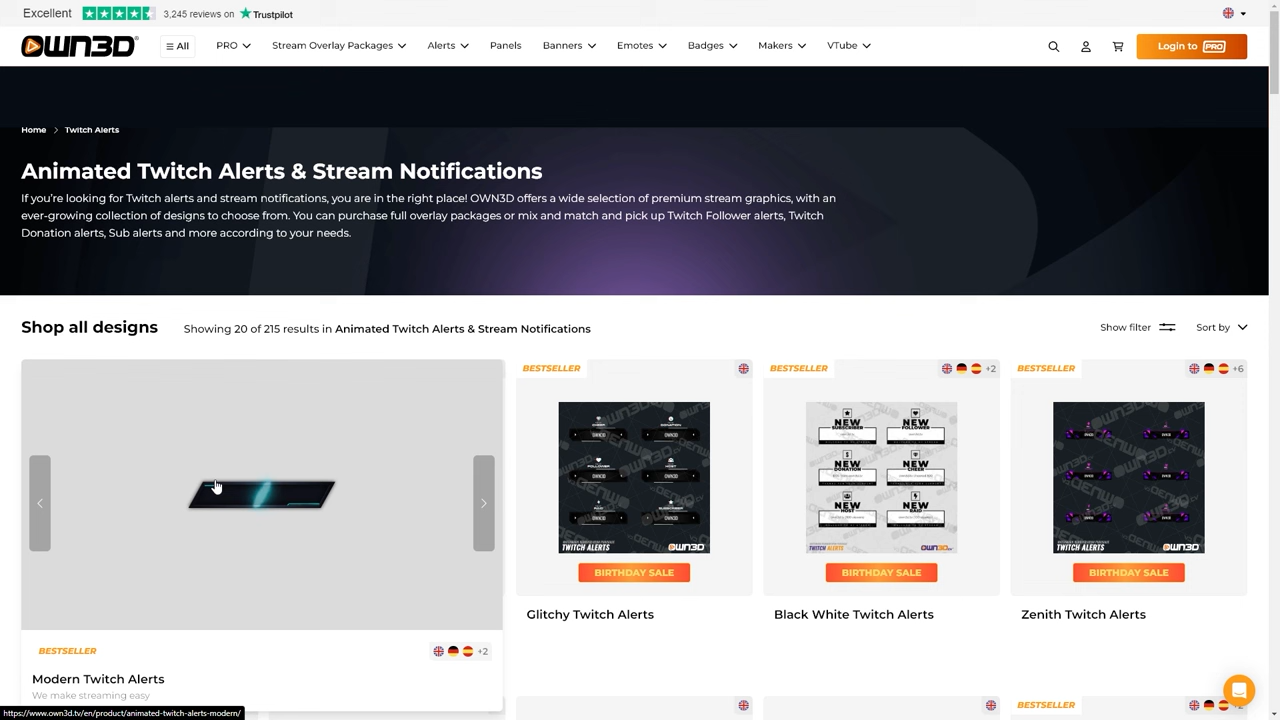 Excellent 3,245 reviews on Trustpilot
OWN3D All PRO Stream Overlay Packages Alerts Panels Banners Emotes Badges Makers VTube Login to PRO
Home > Twitch Alerts
Animated Twitch Alerts & Stream Notifications
If you're looking for Twitch alerts and stream notifications, you are in the right place! OWN3D offers a wide selection of premium stream graphics, with an
ever-growing collection of designs to choose from. You can purchase full overlay packages or mix and match and pick up Twitch Follower alerts, Twitch
Donation alerts, Sub alerts and more according to your needs.
Shop all designs Showing 20 of 215 results in Animated Twitch Alerts & Stream Notifications Show filter Sort by
BESTSELLER
BESTSELLER +2
BESTSELLER +6
NEW SUBSCRIBER NEW FOLLOWER
NEW DONATION NEW CHEER
NEW HOST NEW RAID
TWITCH ALERTS OWN3D
TWITCH ALERTS OWN3D
TWITCH ALERTS OWN3D
BIRTHDAY SALE
BIRTHDAY SALE
BIRTHDAY SALE
Glitchy Twitch Alerts
Black White Twitch Alerts
Zenith Twitch Alerts
BESTSELLER +2
Modern Twitch Alerts
We make streaming easy
BESTSELLER
https://www.own3d.tv/en/product/animated-twitch-alerts-modern/